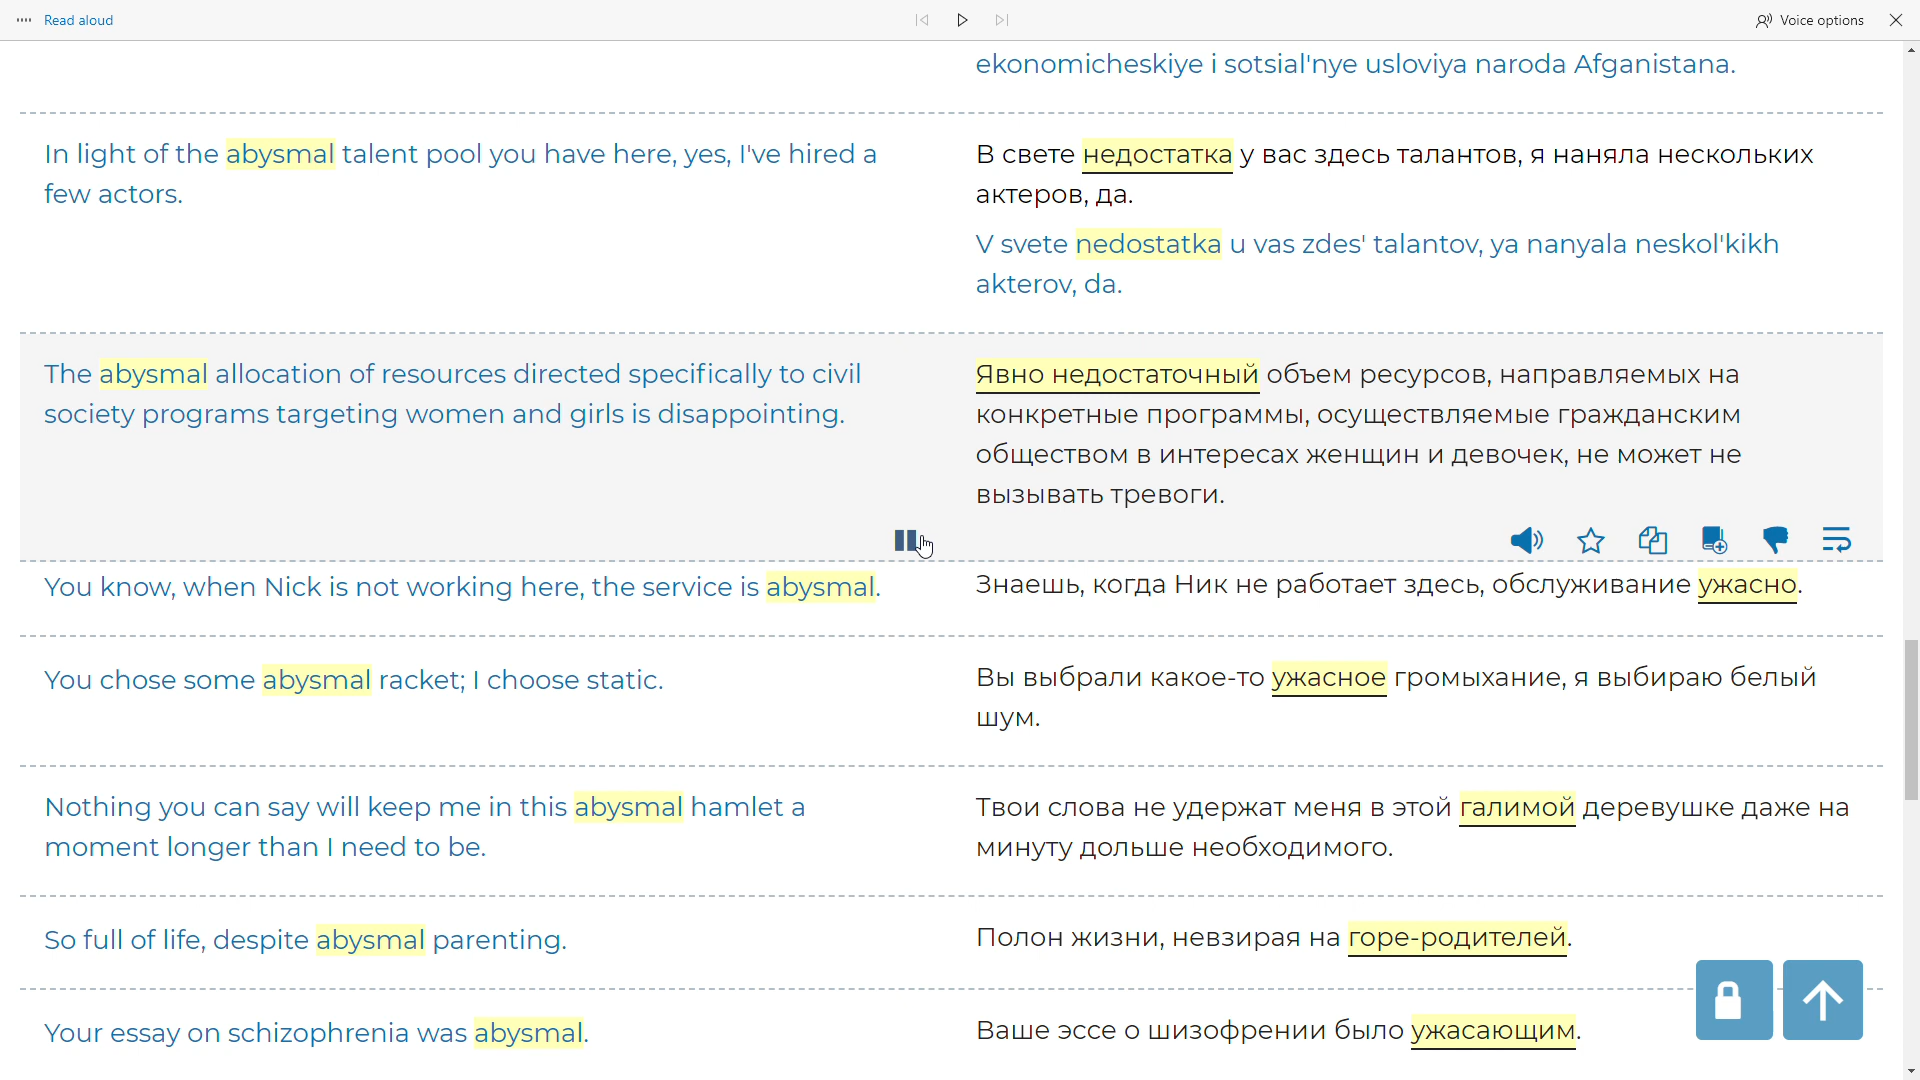 Read aloud
Voice options
ekonomicheskiye i sotsial'nye usloviya naroda Afganistana.
In light of the abysmal talent pool you have here, yes, I've hired a
few actors.
В свете недостатка у вас здесь талантов, я наняла нескольких
актеров, да.
V svete nedostatka u vas zdes' talantov, ya nanyala neskol'kikh
akterov, da.
The abysmal allocation of resources directed specifically to civil
society programs targeting women and girls is disappointing.
Явно недостаточный объем ресурсов, направляемых на
конкретные программы, осуществляемые гражданским
обществом в интересах женщин и девочек, не может не
вызывать тревоги.
You know, when Nick is not working here, the service is abysmal.
Знаешь, когда Ник не работает здесь, обслуживание ужасно.
You chose some abysmal racket; I choose static.
Вы выбрали какое-то ужасное громыхание, я выбираю белый
шум.
Nothing you can say will keep me in this abysmal hamlet a
moment longer than I need to be.
Твои слова не удержат меня в этой галимой деревушке даже на
минуту дольше необходимого.
So full of life, despite abysmal parenting.
Полон жизни, невзирая на горе-родителей.
Your essay on schizophrenia was abysmal.
Ваше эссе о шизофрении было ужасающим.